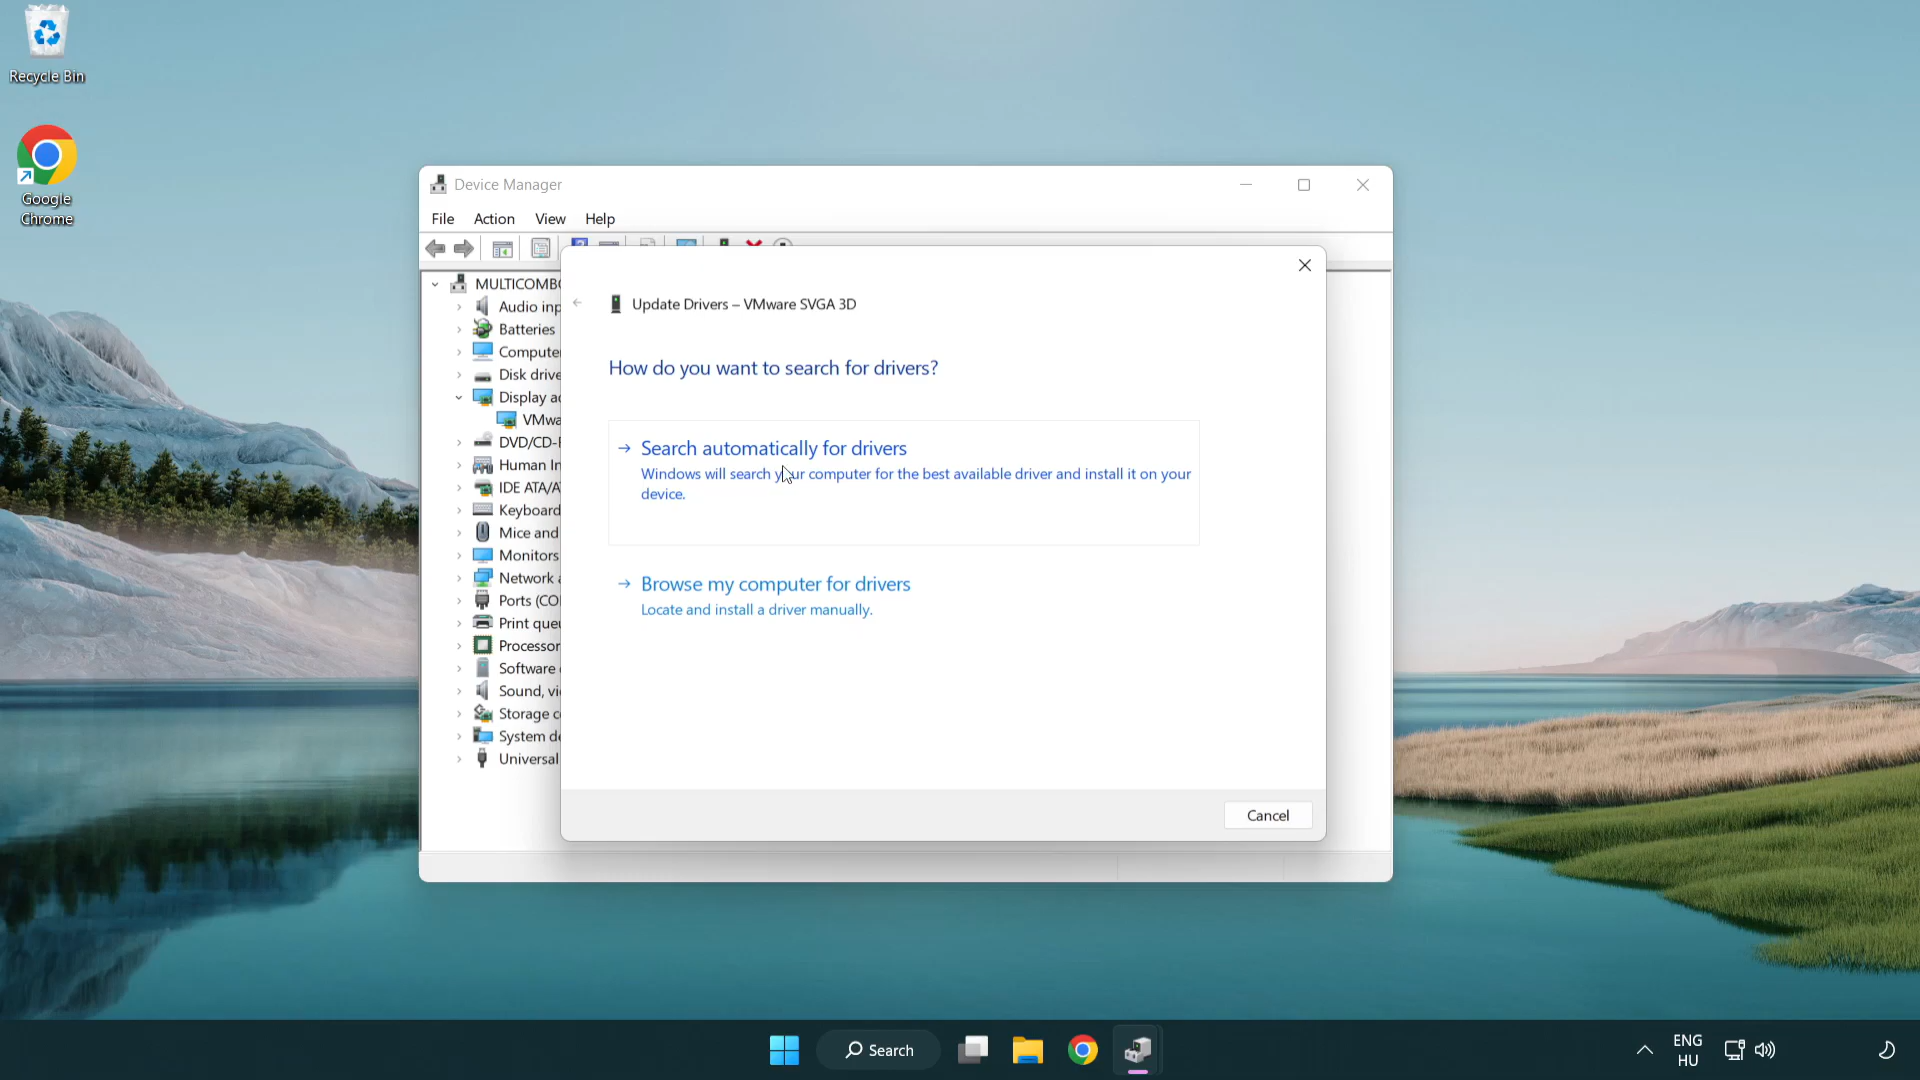 Recycle Bin
Google
Chrome
Device Manager
File Action View Help
MULTICOMBO
Audio inp
Batteries
Compute
Disk drive
Display ad
VMwa
DVD/CD-R
Human In
IDE ATA/A
Keyboard
Mice and
Monitors
Network a
Ports (CO
Print queu
Processor
Software
Sound, vi
Storage c
System de
Universal
Update Drivers – VMware SVGA 3D
How do you want to search for drivers?
Search automatically for drivers
Windows will search your computer for the best available driver and install it on your
device.
Browse my computer for drivers
Locate and install a driver manually.
Cancel
Search
ENG
HU